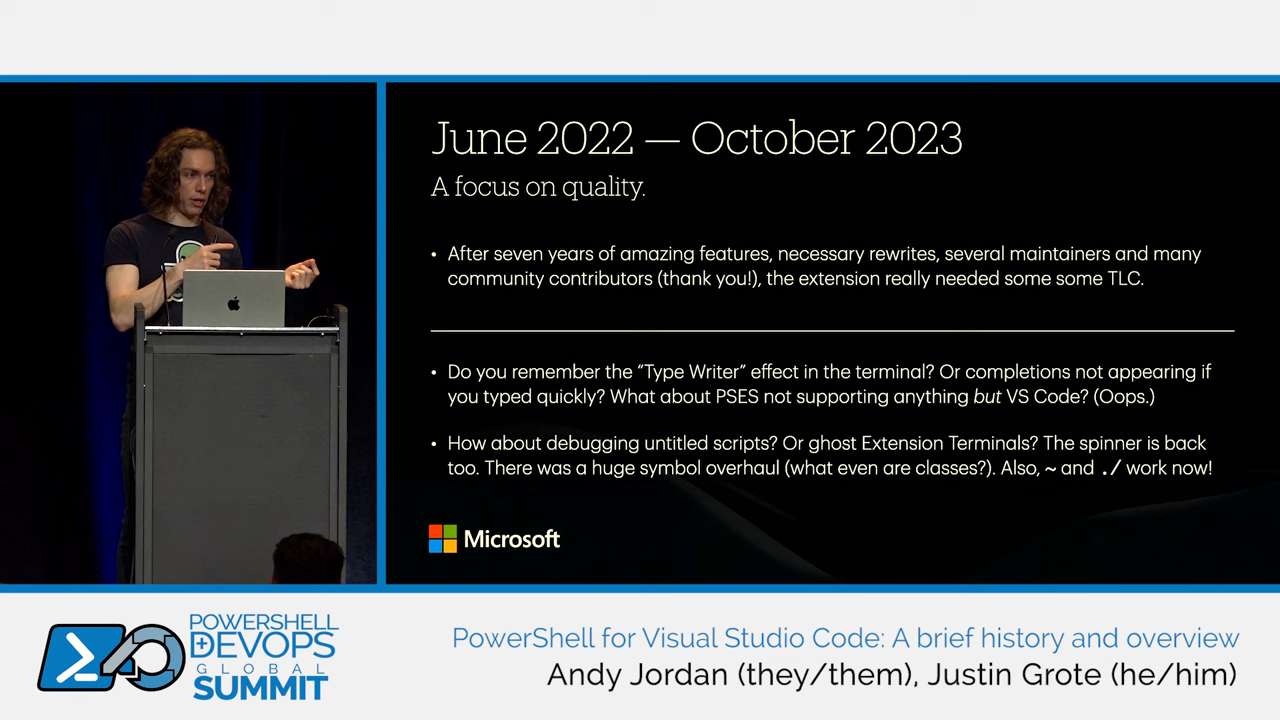 June 2022 — October 2023
A focus on quality.
• After seven years of amazing features, necessary rewrites, several maintainers and many
community contributors (thank you!), the extension really needed some some TLC.
• Do you remember the “Type Writer” effect in the terminal? Or completions not appearing if
you typed quickly? What about PSES not supporting anything but VS Code? (Oops.)
• How about debugging untitled scripts? Or ghost Extension Terminals? The spinner is back
too. There was a huge symbol overhaul (what even are classes?). Also, ~ and ./ work now!
Microsoft
POWERSHELL
+DEVOPS
GLOBAL
SUMMIT
PowerShell for Visual Studio Code: A brief history and overview
Andy Jordan (they/them), Justin Grote (he/him)